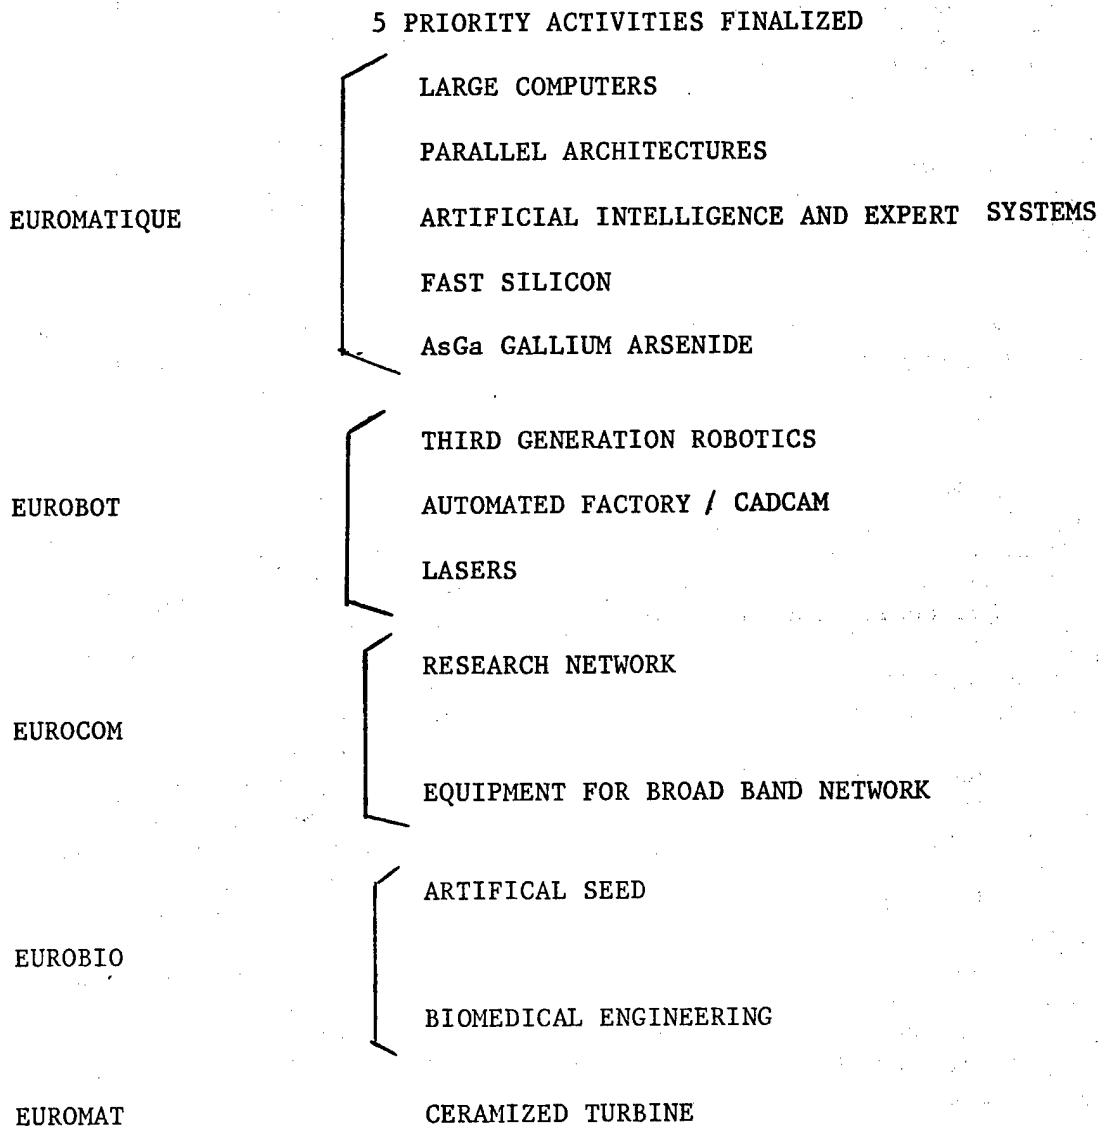 5 PRIORITY ACTIVITIES FINALIZED
LARGE COMPUTERS
PARALLEL ARCHITECTURES
EUROMATIQUE
ARTIFICIAL INTELLIGENCE AND EXPERT SYSTEMS
FAST SILICON
AsGa GALLIUM ARSENIDE
THIRD GENERATION ROBOTICS
EUROBOT
AUTOMATED FACTORY / CADCAM
LASERS
RESEARCH NETWORK
EUROCOM
EQUIPMENT FOR BROAD BAND NETWORK
ARTIFICAL SEED
EUROBIO
BIOMEDICAL ENGINEERING
EUROMAT
CERAMIZED TURBINE